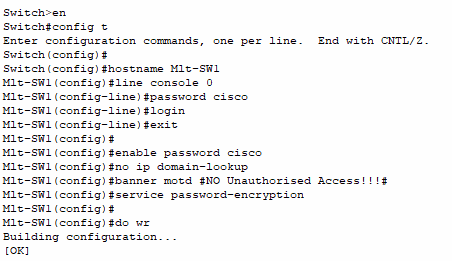 Switch>en
Switch#config t
Enter configuration commands, one per line.  End with CNTL/Z.
Switch(config)#
Switch(config)#hostname Mlt-SW1
Mlt-SW1(config)#line console 0
Mlt-SW1(config-line)#password cisco
Mlt-SW1(config-line)#login
Mlt-SW1(config-line)#exit
Mlt-SW1(config)#
Mlt-SW1(config)#enable password cisco
Mlt-SW1(config)#no ip domain-lookup
Mlt-SW1(config)#banner motd #NO Unauthorised Access!!!#
Mlt-SW1(config)#service password-encryption
Mlt-SW1(config)#
Mlt-SW1(config)#do wr
Building configuration...
[OK]